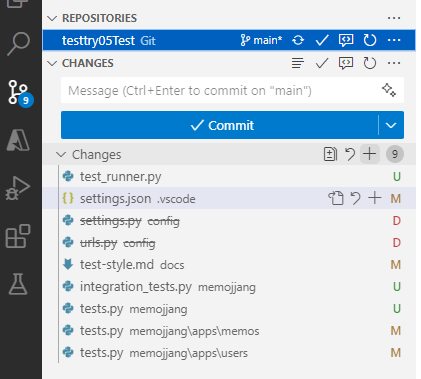 REPOSITORIES
testtry05Test Git main*
CHANGES
Message (Ctrl+Enter to commit on "main")
Commit
Changes 9
test_runner.py U
settings.json .vscode M
settings.py config D
urls.py config D
test-style.md docs M
integration_tests.py memojjang U
tests.py memojjang U
tests.py memojjang\apps\memos M
tests.py memojjang\apps\users M
9